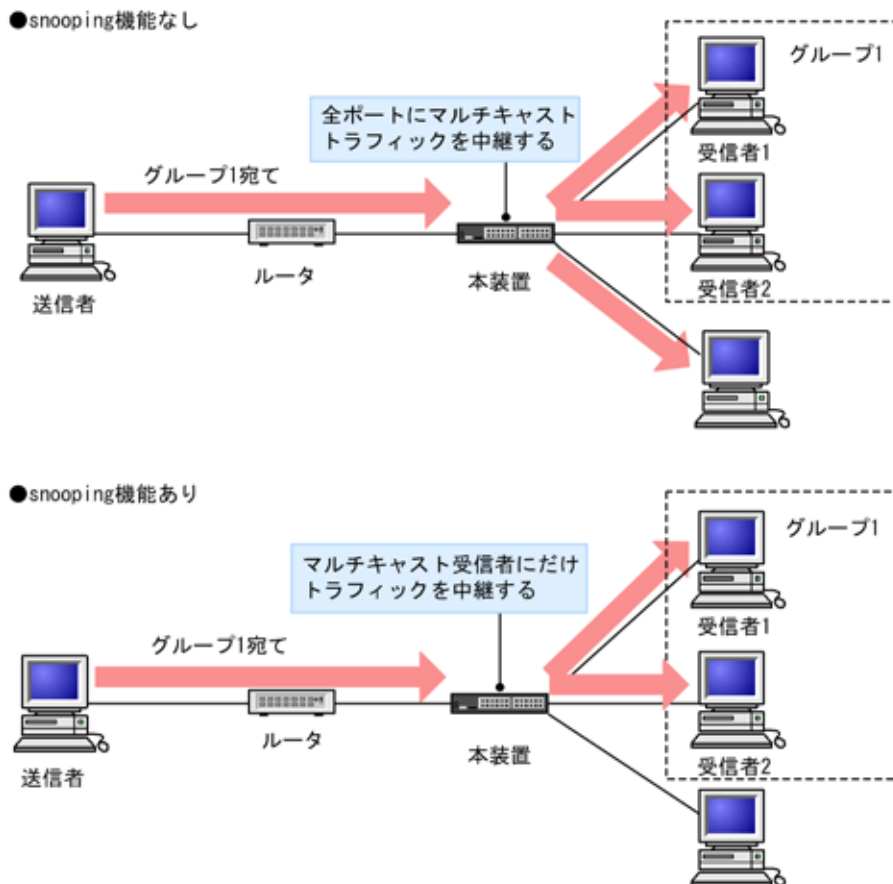 ●snooping機能なし
グループ1
全ポートにマルチキャスト
トラフィックを中継する
受信者1
グループ1宛て
ルータ
本装置
送信者
受信者2
●snooping機能あり
グループ1
マルチキャスト受信者にだけ
トラフィックを中継する
受信者1
グループ1宛て
ルータ
本装置
送信者
受信者2